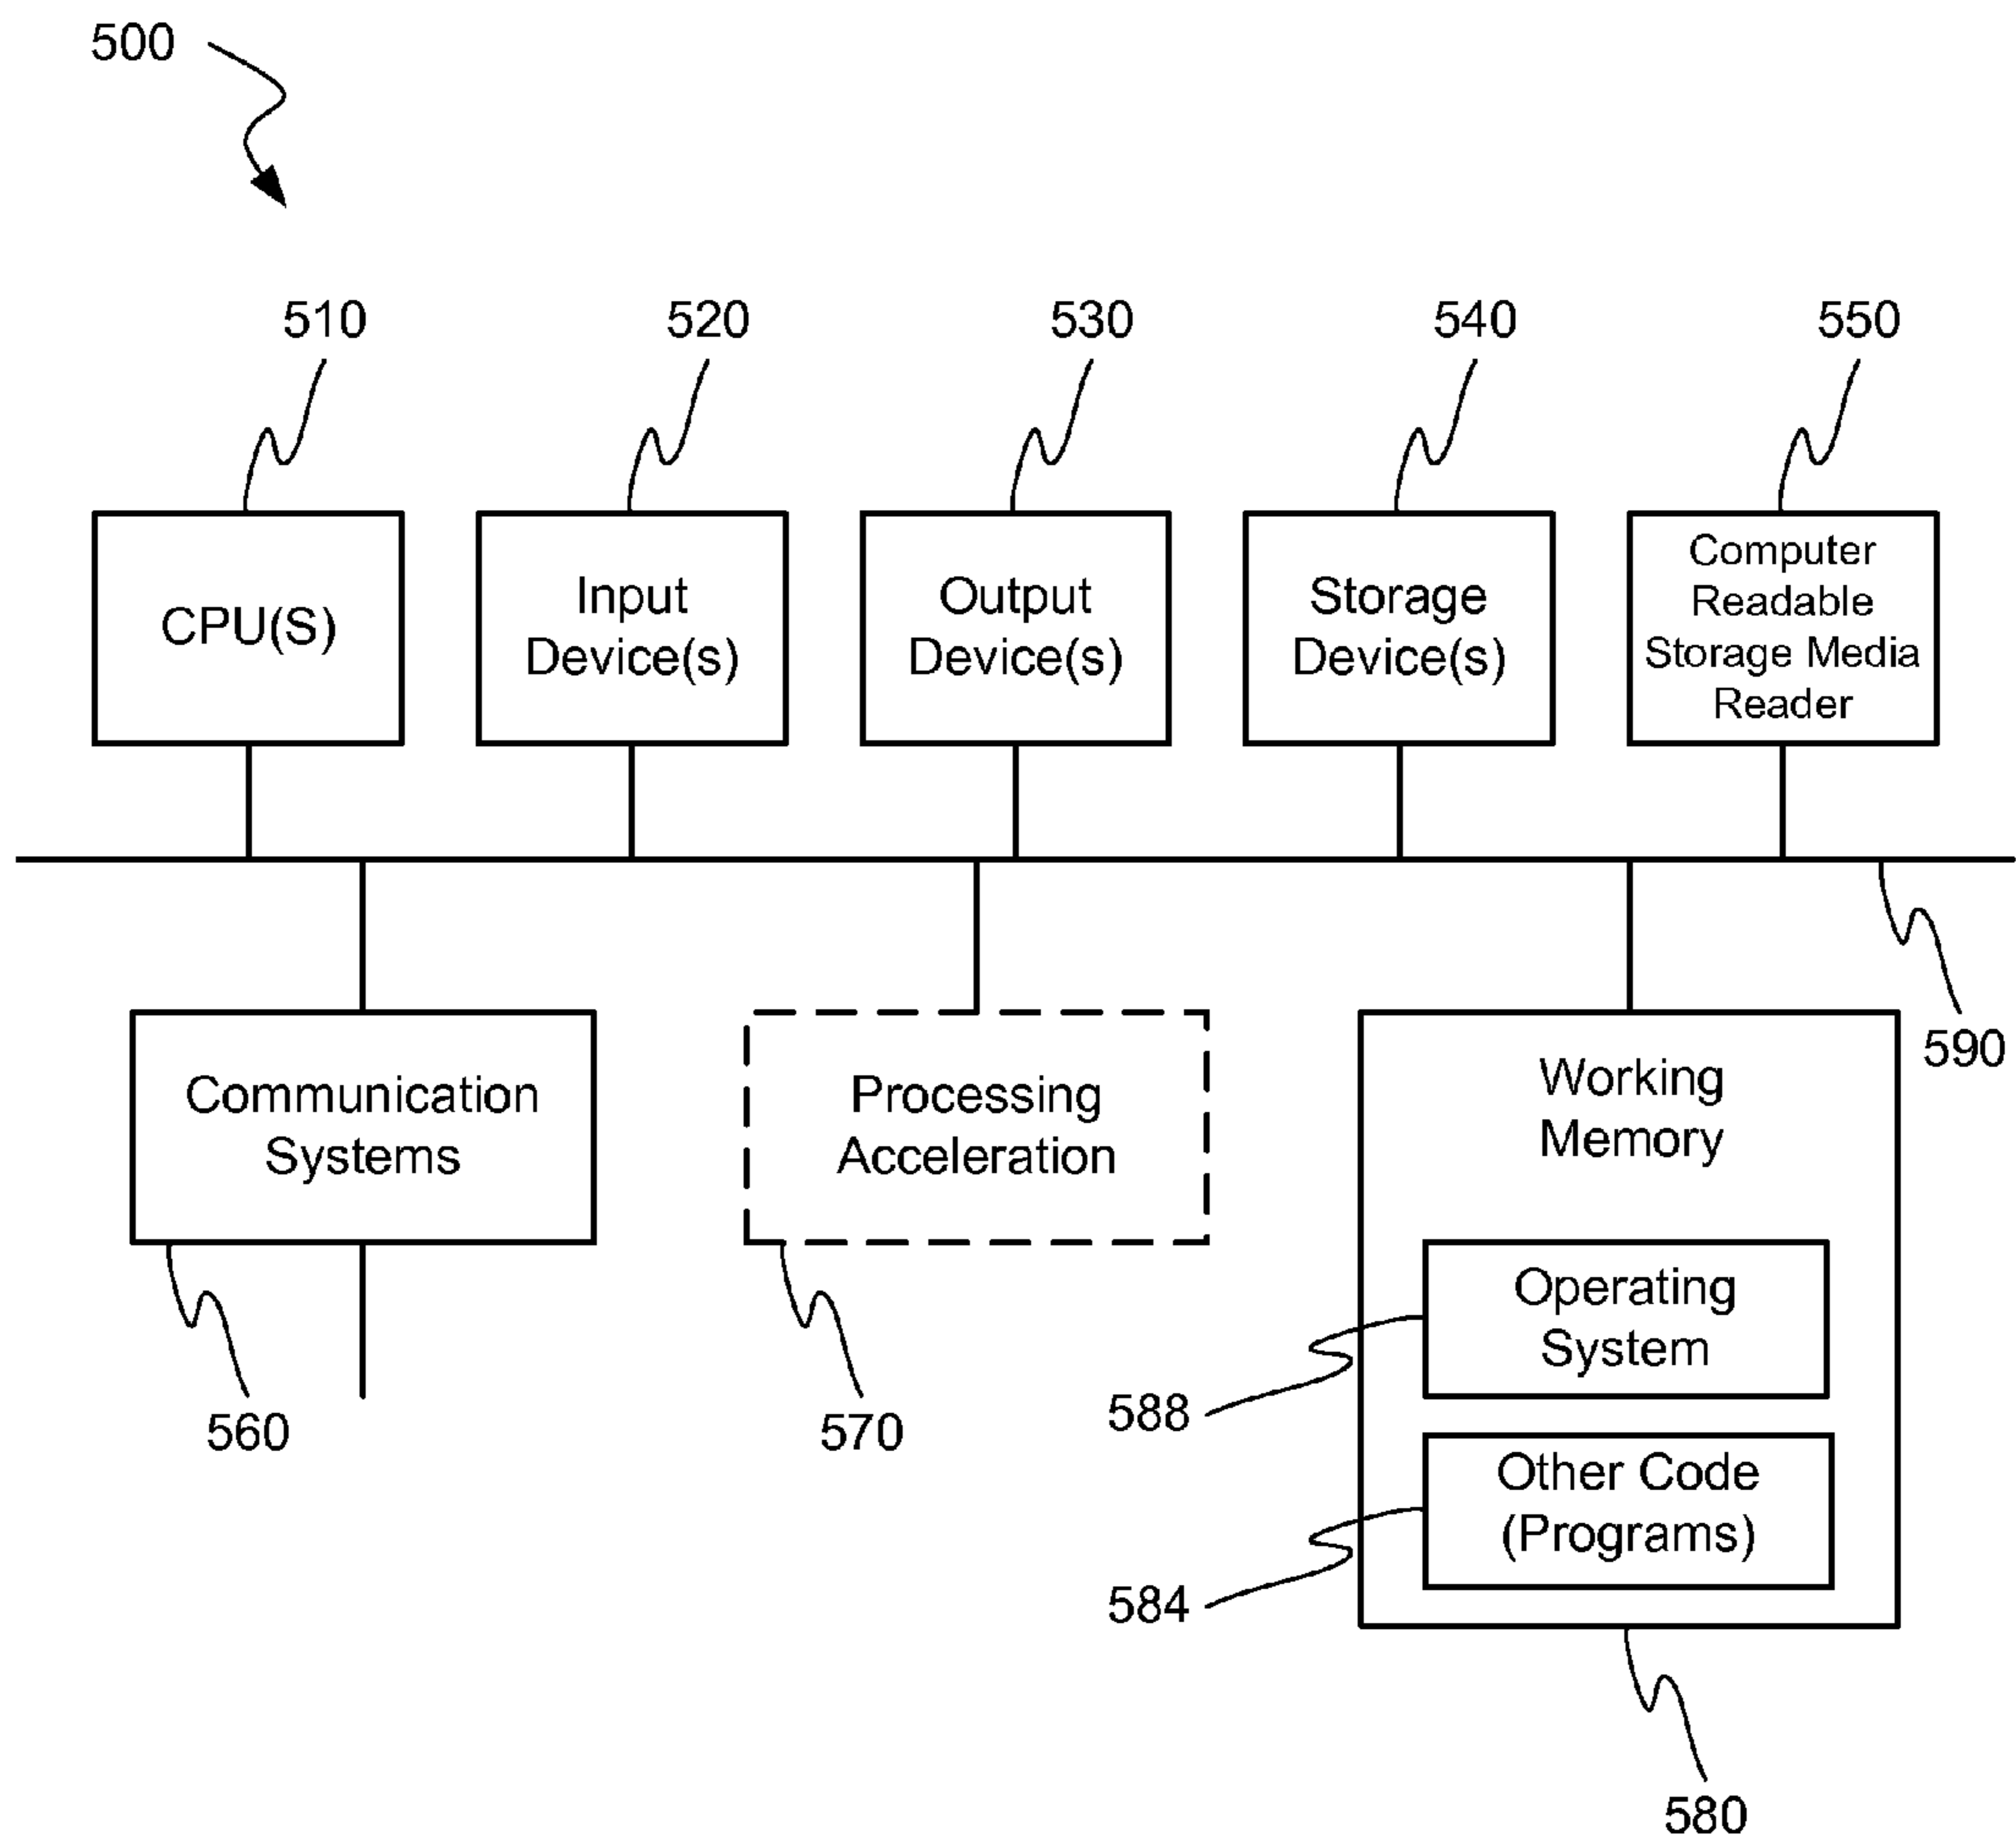 500
510
520
530
540
550
CPU(S)
Input
Device(s)
Output
Device(s)
Storage
Device(s)
Computer
Readable
Storage Media
Reader
590
Communication
Systems
Processing
Acceleration
Working
Memory
Operating
System
588
Other Code
(Programs)
584
560
570
580